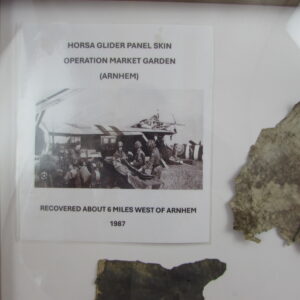 HORSA GLIDER PANEL SKIN
OPERATION MARKET GARDEN
(ARNHEM)
RECOVERED ABOUT 6 MILES WEST OF ARNHEM
1987